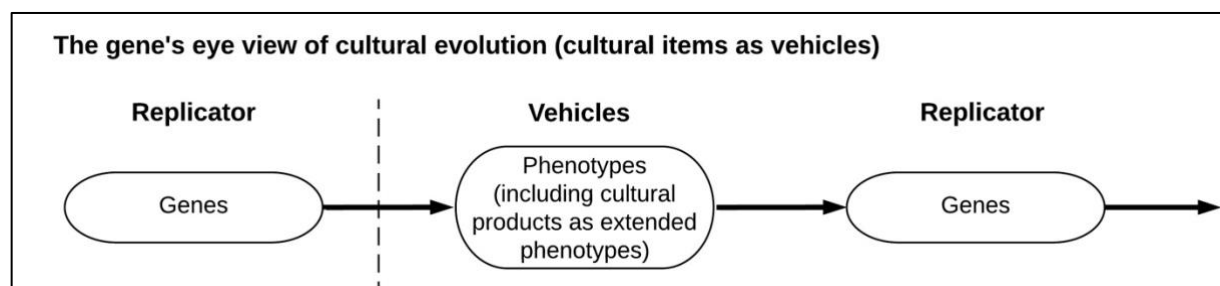 The gene's eye view of cultural evolution (cultural items as vehicles)
Replicator
Vehicles
Replicator
Genes
Phenotypes
(including cultural
products as extended
phenotypes)
Genes